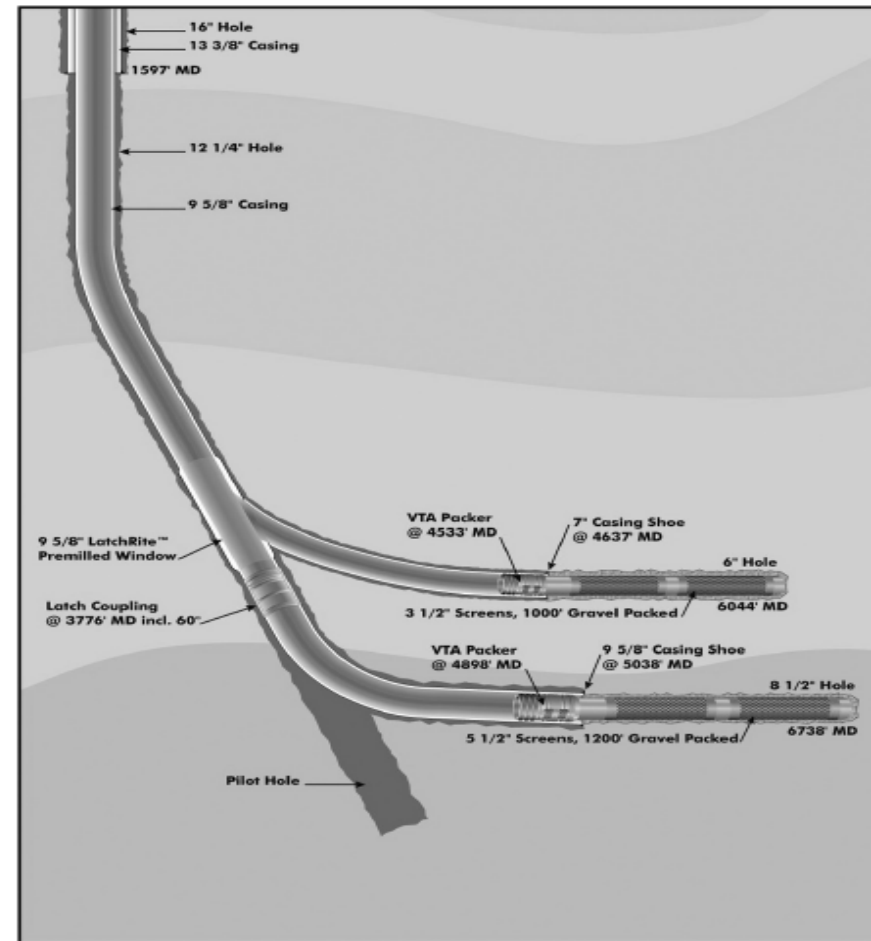 16" Hole
13 3/8" Casing
1597' MD
12 1/4" Hole
9 5/8" Casing
VTA Packer
@ 4533' MD
7" Casing Shoe
@ 4637' MD
9 5/8" LatchRite™
Premilled Window
6" Hole
Latch Coupling
@ 3776' MD incl. 60°
3 1/2" Screens, 1000' Gravel Packed
6044' MD
VTA Packer
@ 4898' MD
9 5/8" Casing Shoe
@ 5038' MD
8 1/2" Hole
5 1/2" Screens, 1200' Gravel Packed
6738' MD
Pilot Hole